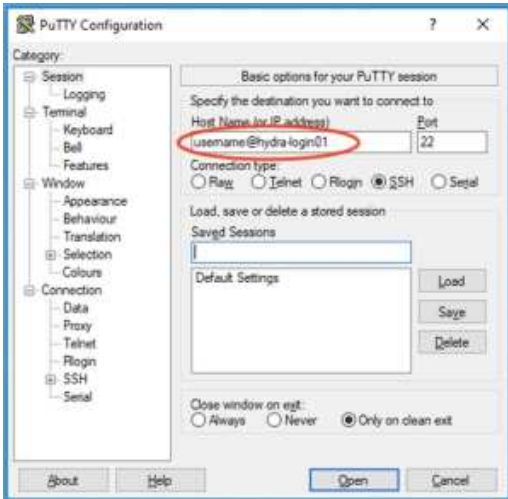 PuTTY Configuration
? ×
Category:
Session
Logging
Terminal
Keyboard
Bell
Features
Window
Appearance
Behaviour
Translation
Selection
Colours
Connection
Data
Proxy
Telnet
Rlogin
SSH
Serial
Basic options for your PuTTY session
Specify the destination you want to connect to
Host Name (or IP address) Port
username@hydra-login01 22
Connection type:
Raw Telnet Rlogin SSH Serial
Load, save or delete a stored session
Saved Sessions
Default Settings
Load
Save
Delete
Close window on exit:
Always Never Only on clean exit
About Help Open Cancel